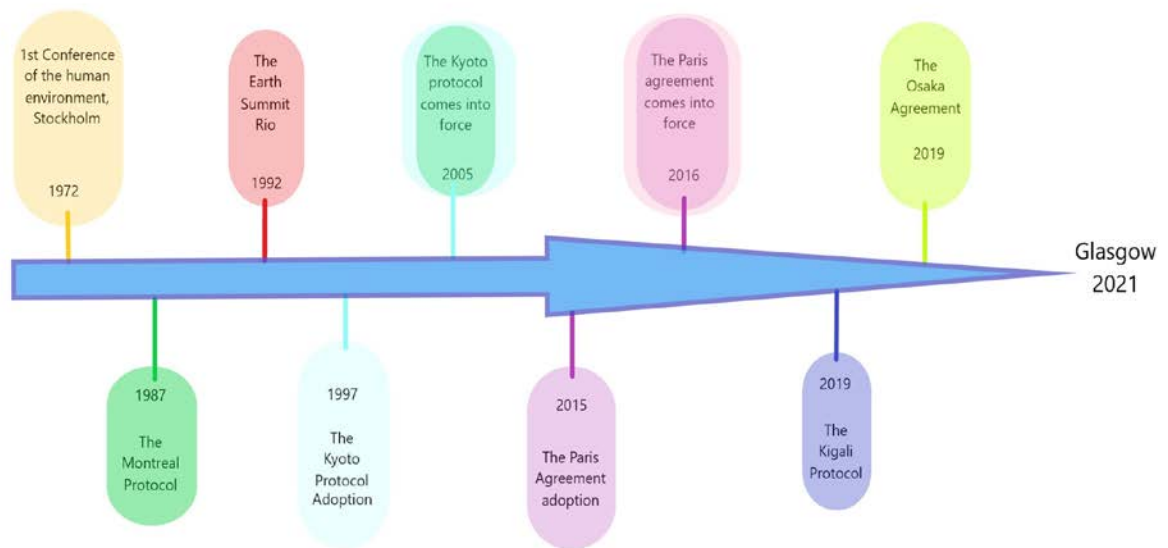 1st Conference
of the human
environment,
Stockholm
1972
The
Earth
Summit
Rio
1992
The Kyoto
protocol
comes into
force
2005
The Paris
agreement
comes into
force
2016
The
Osaka
Agreement
2019
Glasgow
2021
1987
The
Montreal
Protocol
1997
The
Kyoto
Protocol
Adoption
2015
The Paris
Agreement
adoption
2019
The
Kigali
Protocol